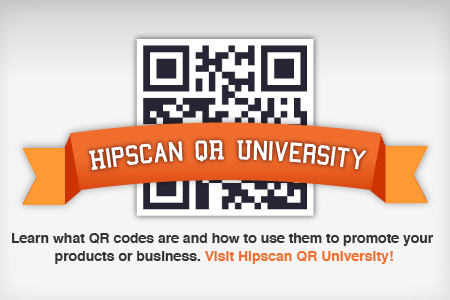 HIPSCAN QR UNIVERSITY
Learn what QR codes are and how to use them to promote your
products or business. Visit Hipscan QR University!